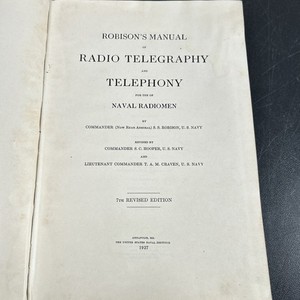 ROBISON'S MANUAL
OF
RADIO TELEGRAPHY
AND
TELEPHONY
FOR USE OF
NAVAL RADIOMEN
BY
COMMANDER (NOW REAR ADMIRAL) S. S. ROBISON, U. S. NAVY
REVISED BY
COMMANDER S. C. HOOPER, U. S. NAVY
AND
LIEUTENANT COMMANDER T. A. M. CRAVEN, U. S. NAVY
7TH REVISED EDITION
ANNAPOLIS, MD.
THE UNITED STATES NAVAL INSTITUTE
1927